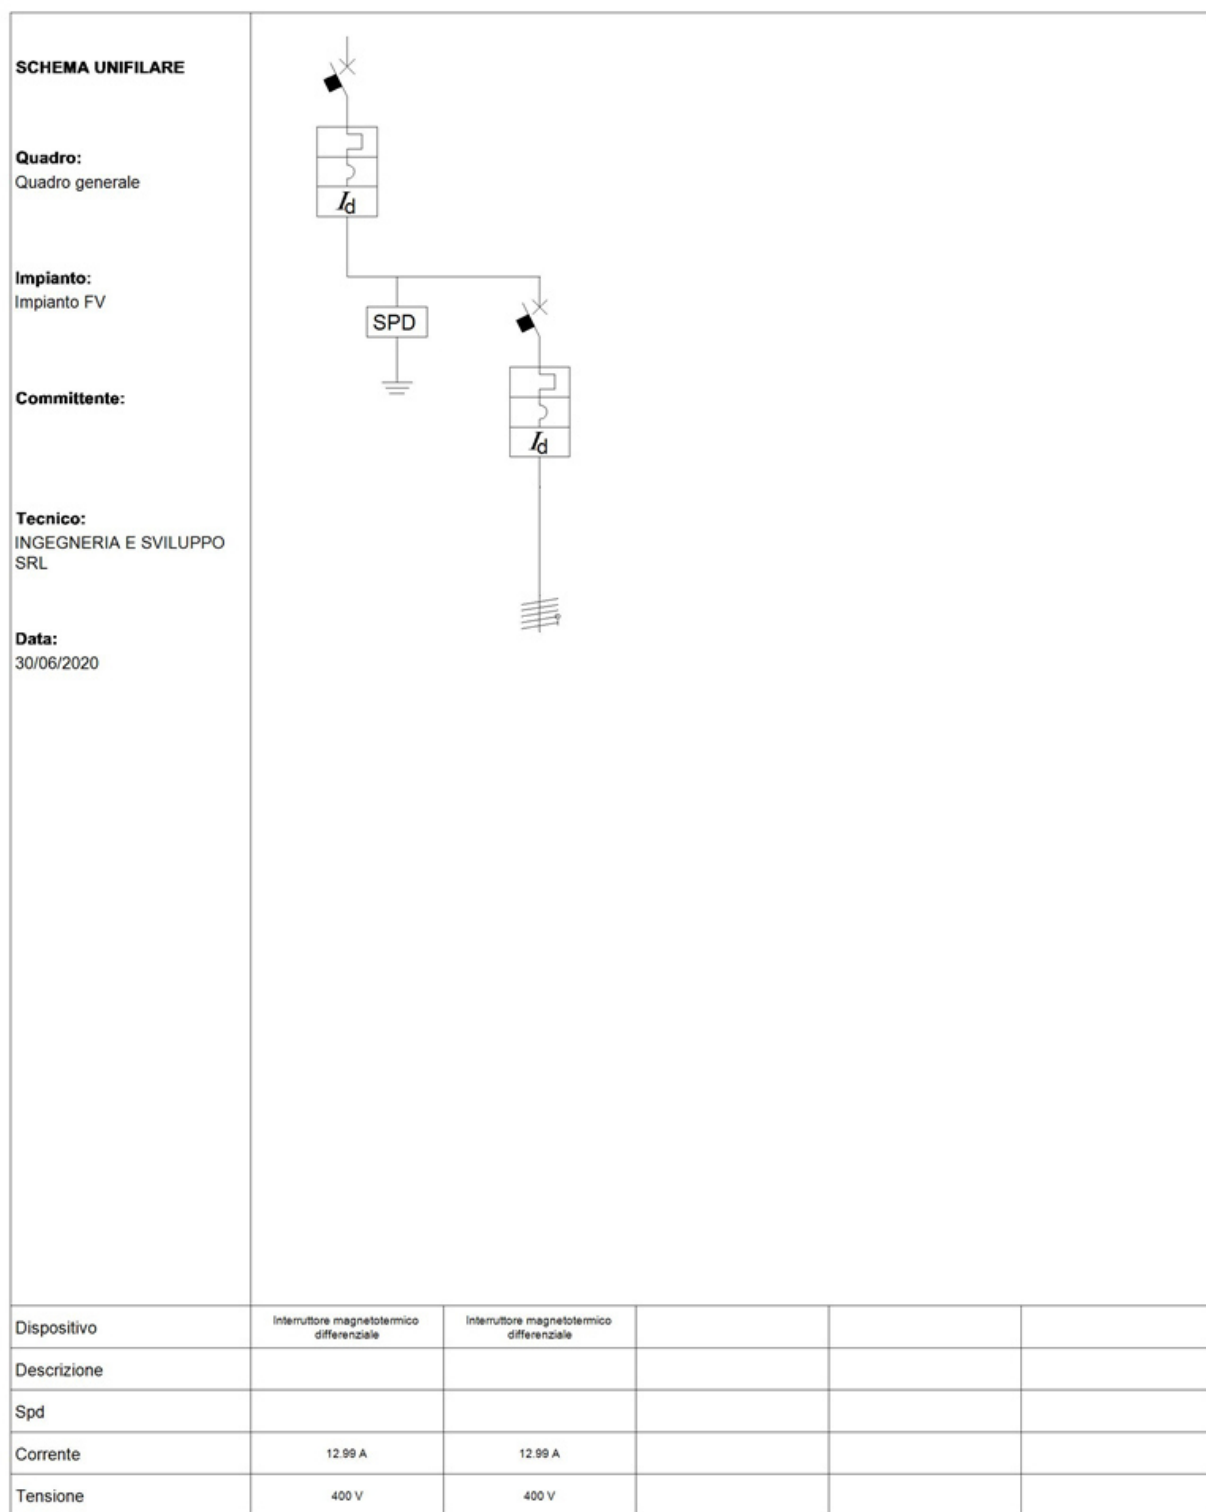 SCHEMA UNIFILARE
Quadro:
Quadro generale
Impianto:
Impianto FV
Committente:
Tecnico:
INGEGNERIA E SVILUPPO
SRL
Data:
30/06/2020
Id
SPD
Id
Dispositivo
Interruttore magnetotermico
differenziale
Interruttore magnetotermico
differenziale
Descrizione
Spd
Corrente
12.99 A
12.99 A
Tensione
400 V
400 V